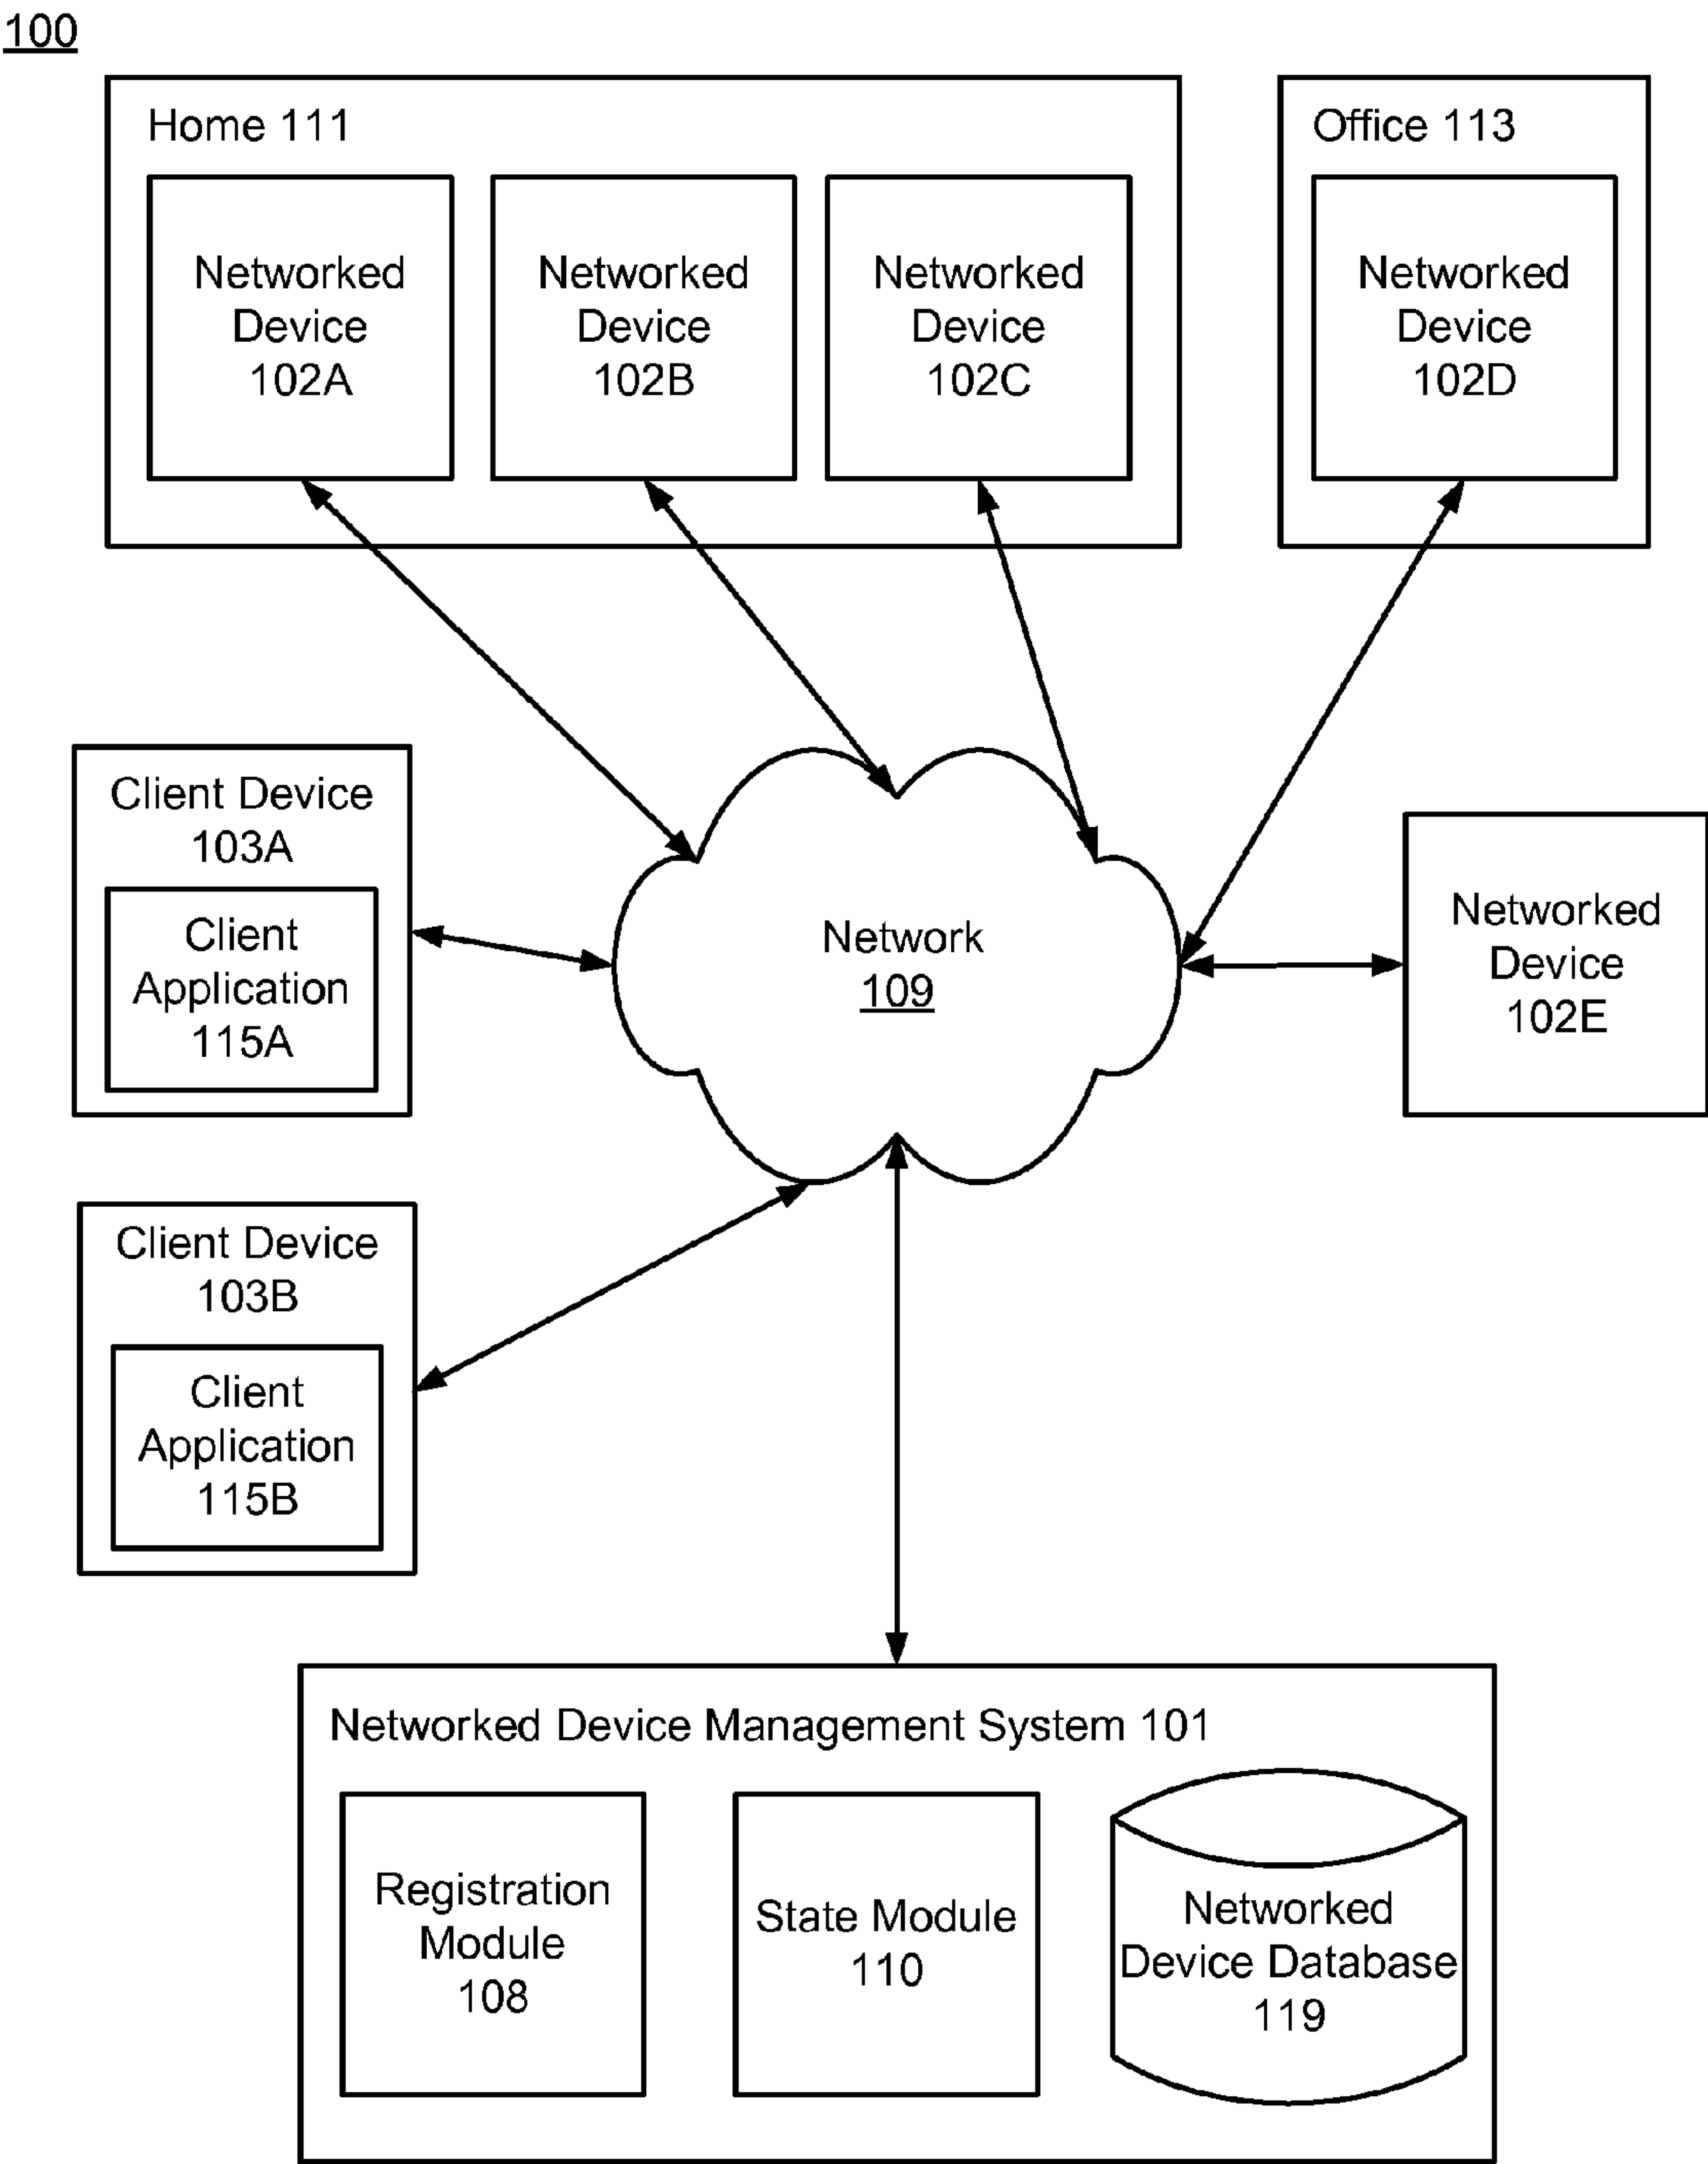 100
Home 111
Office 113
Networked
Device
102A
Networked
Device
102B
Networked
Device
102C
Networked
Device
102D
Client Device
103A
Client
Application
115A
Network
109
Networked
Device
102E
Client Device
103B
Client
Application
115B
Networked Device Management System 101
Registration
Module
108
State Module
110
Networked
Device Database
119